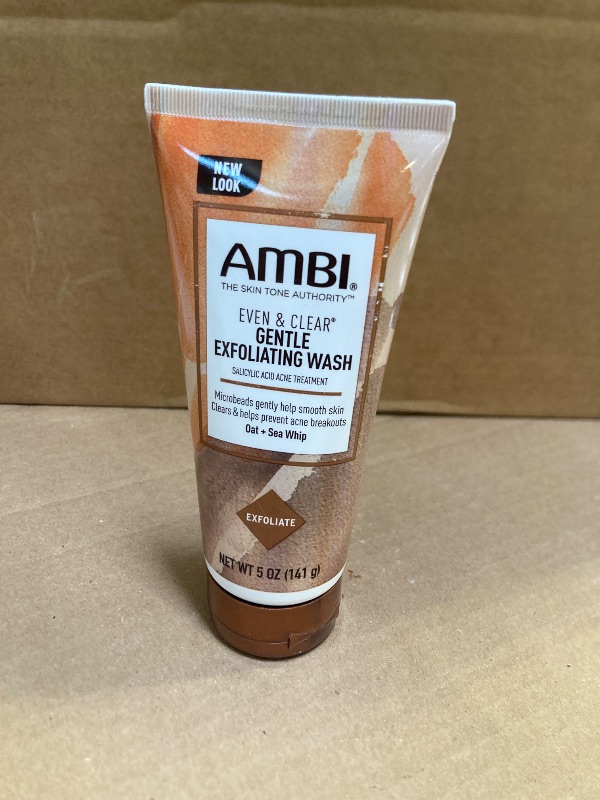 NEW
LOOK
AMBI®
THE SKIN TONE AUTHORITY™
EVEN & CLEAR®
GENTLE
EXFOLIATING WASH
SALICYLIC ACID ACNE TREATMENT
Microbeads gently help smooth skin
Clears & helps prevent acne breakouts
Oat + Sea Whip
EXFOLIATE
NET WT 5 OZ (141 g)